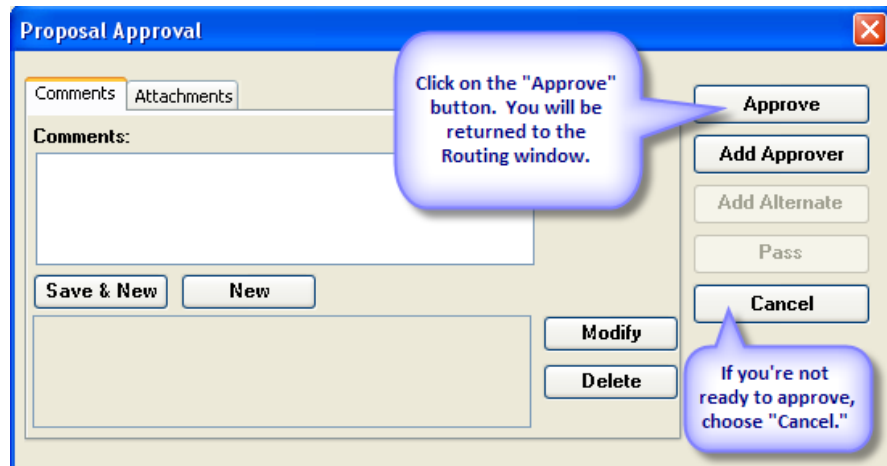 Proposal Approval
Comments
Attachments
Comments:
Click on the "Approve"
button. You will be
returned to the
Routing window.
Approve
Add Approver
Add Alternate
Pass
Cancel
Save & New
New
Modify
Delete
If you're not
ready to approve,
choose "Cancel."